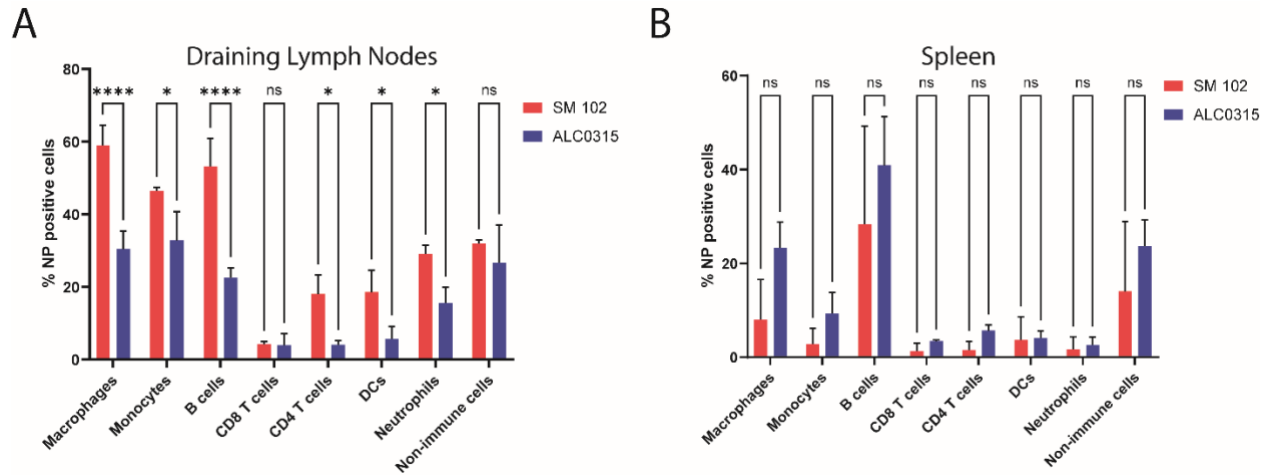 A
Draining Lymph Nodes
80
60
40
20
0
% NP positive cells
**** * **** ns * * * ns
SM 102
ALC0315
Macrophages
Monocytes
B cells
CD8 T cells
CD4 T cells
DCs
Neutrophils
Non-immune cells
B
Spleen
60
40
20
0
% NP positive cells
ns ns ns ns ns ns ns ns
SM 102
ALC0315
Macrophages
Monocytes
B cells
CD8 T cells
CD4 T cells
DCs
Neutrophils
Non-immune cells